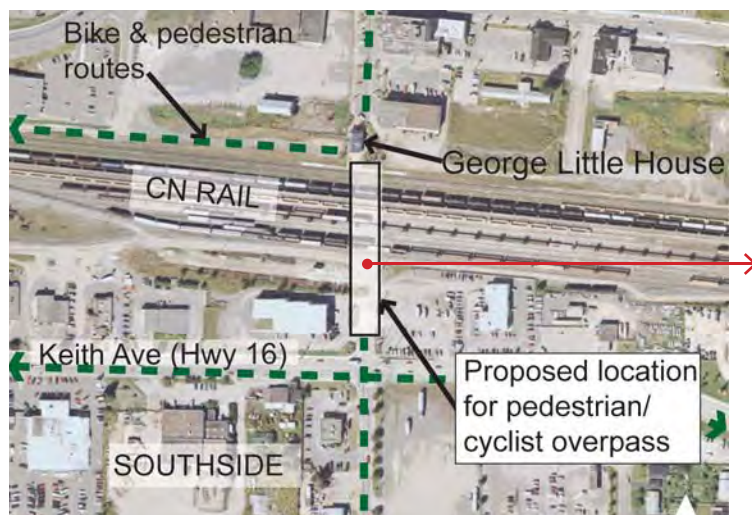 Bike & pedestrian
routes
George Little House
CN RAIL
Keith Ave (Hwy 16)
Proposed location
for pedestrian/
cyclist overpass
SOUTHSIDE